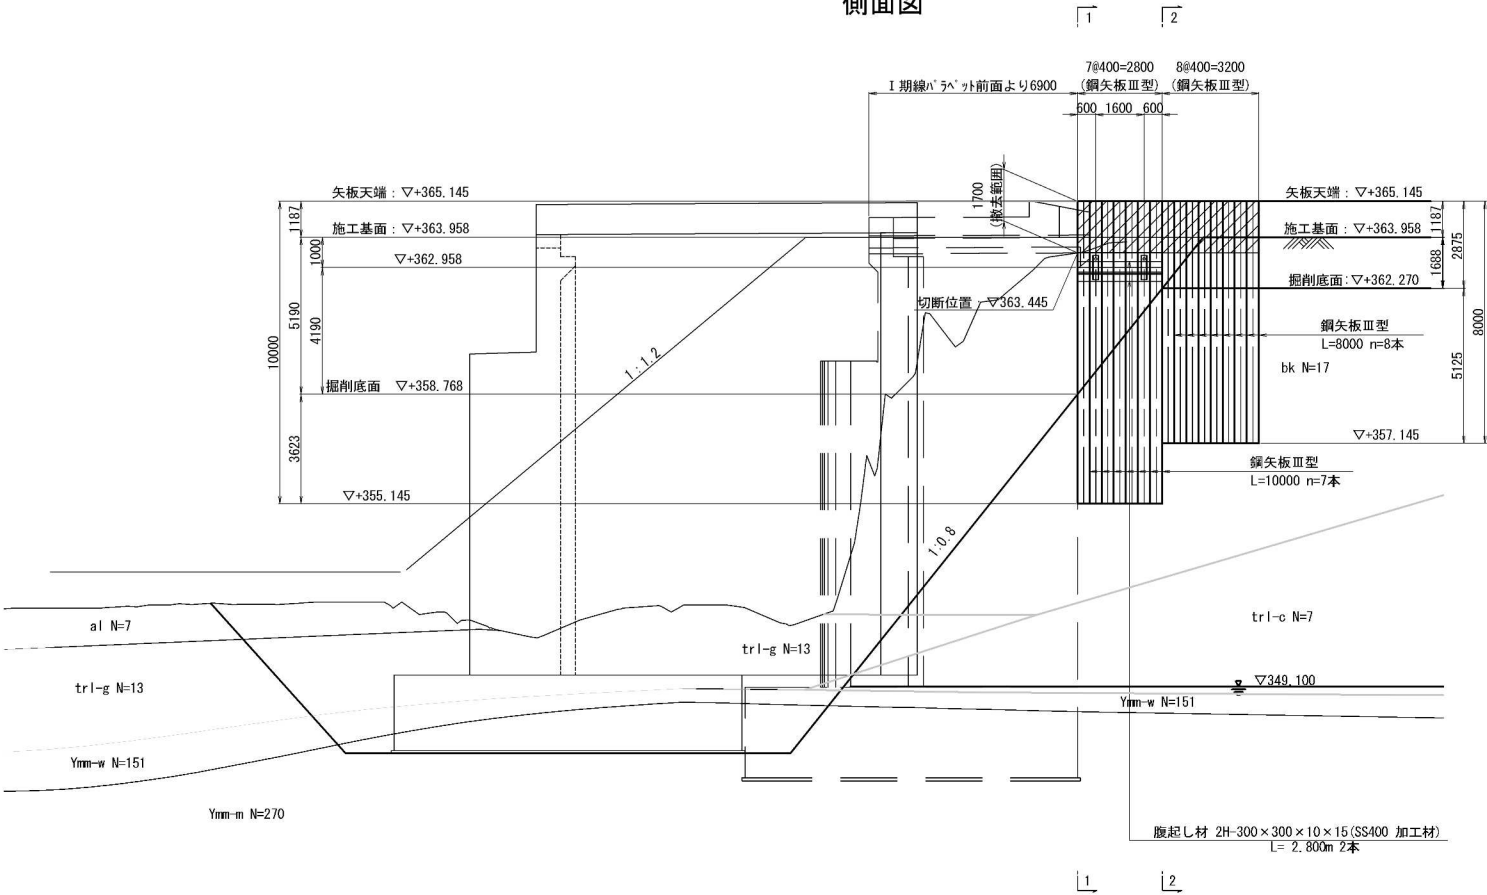 側面図
1
2
7@400=2800
8@400=3200
I 期線ﾊﾟﾗﾍﾟｯﾄ前面より6900
(鋼矢板Ⅲ型)
(鋼矢板Ⅲ型)
600
1600
600
1700
(撤去範囲)
矢板天端：▽+365.145
矢板天端：▽+365.145
1187
1187
施工基面：▽+363.958
施工基面：▽+363.958
1000
▽+362.958
1688
2875
掘削底面:▽+362.270
切断位置：▽363.445
5190
4190
10000
8000
鋼矢板Ⅲ型
L=8000 n=8本
1:1.2
bk N=17
5125
掘削底面 ▽+358.768
3623
▽+357.145
鋼矢板Ⅲ型
L=10000 n=7本
▽+355.145
1:0.8
al N=7
trl-c N=7
trl-g N=13
trl-g N=13
▽349.100
Ymm-w N=151
Ymm-w N=151
Ymm-m N=270
腹起し材 2H-300×300×10×15(SS400 加工材)
L= 2.800m 2本
1
2